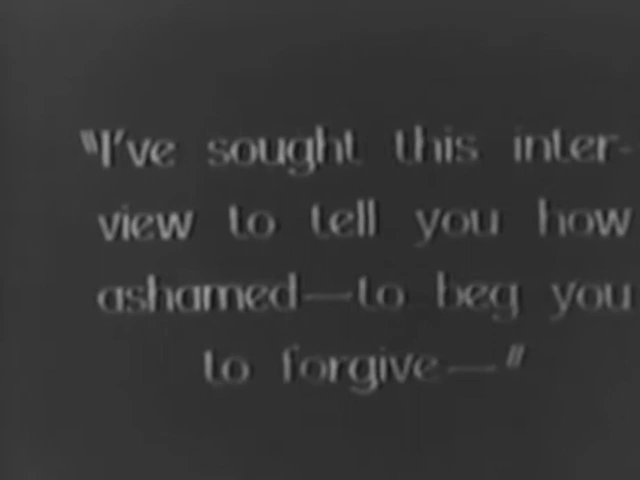 "I've sought this inter-
view to tell you how
ashamed—to beg you
to forgive—"